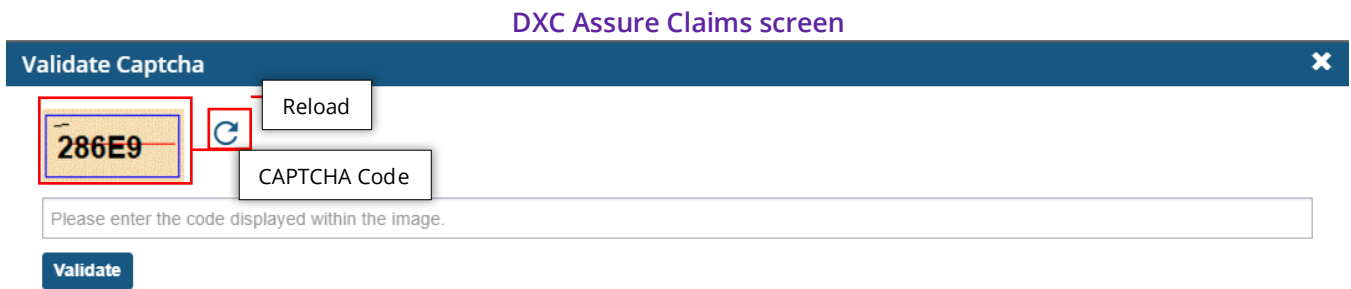 DXC Assure Claims screen
Validate Captcha
Reload
286E9
CAPTCHA Code
Please enter the code displayed within the image.
Validate